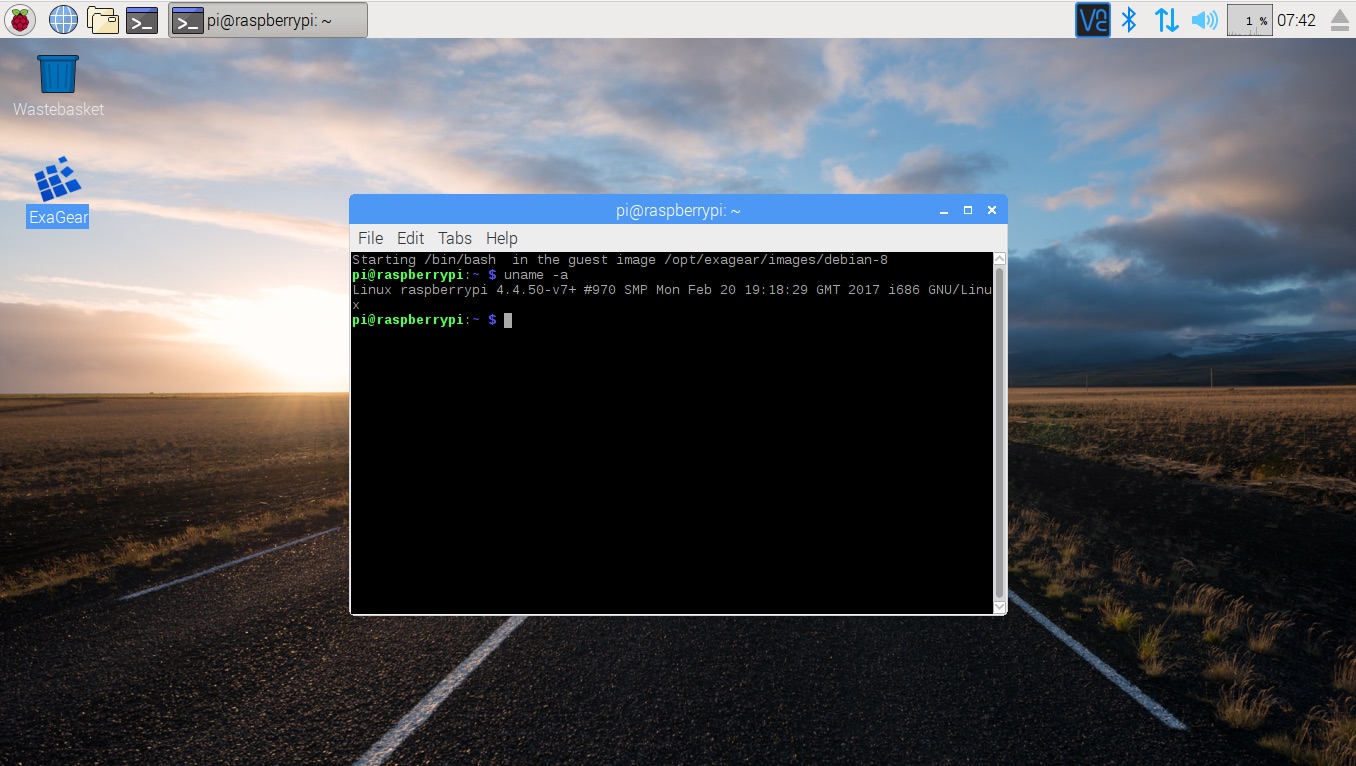 pi@raspberrypi: ~
1 %
07:42
Wastebasket
ExaGear
pi@raspberrypi: ~
File Edit Tabs Help
Starting /bin/bash  in the guest image /opt/exagear/images/debian-8
pi@raspberrypi:~ $ uname -a
Linux raspberrypi 4.4.50-v7+ #970 SMP Mon Feb 20 19:18:29 GMT 2017 i686 GNU/Linu
x
pi@raspberrypi:~ $